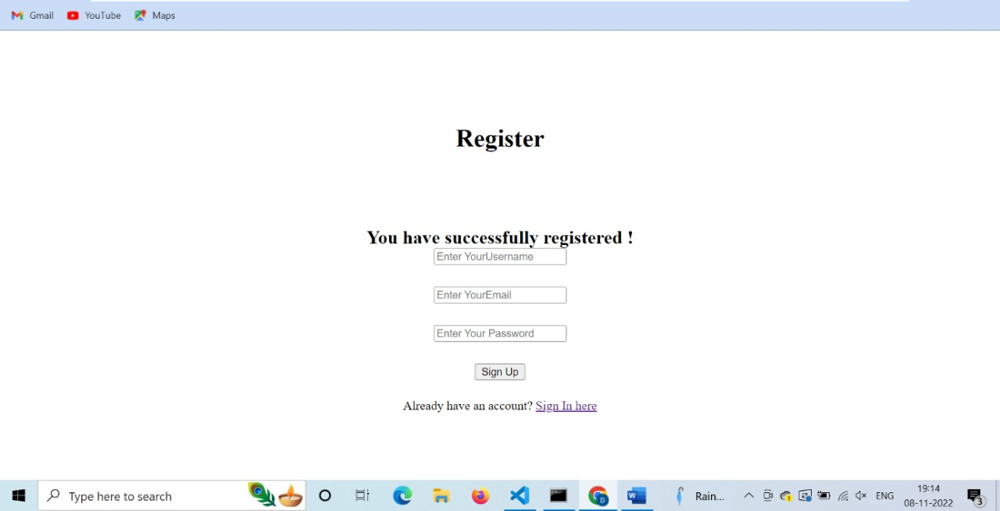 Gmail YouTube Maps
Register
You have successfully registered !
Enter YourUsername
Enter YourEmail
Enter Your Password
Sign Up
Already have an account? Sign In here
Type here to search Rain... ENG 19:14
08-11-2022 3